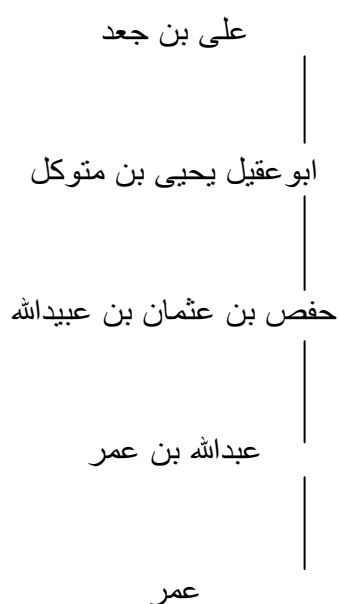 علی بن جعد
ابوعقیل یحیی بن متوکل
حفص بن عثمان بن عبیدالله
عبدالله بن عمر
عمر